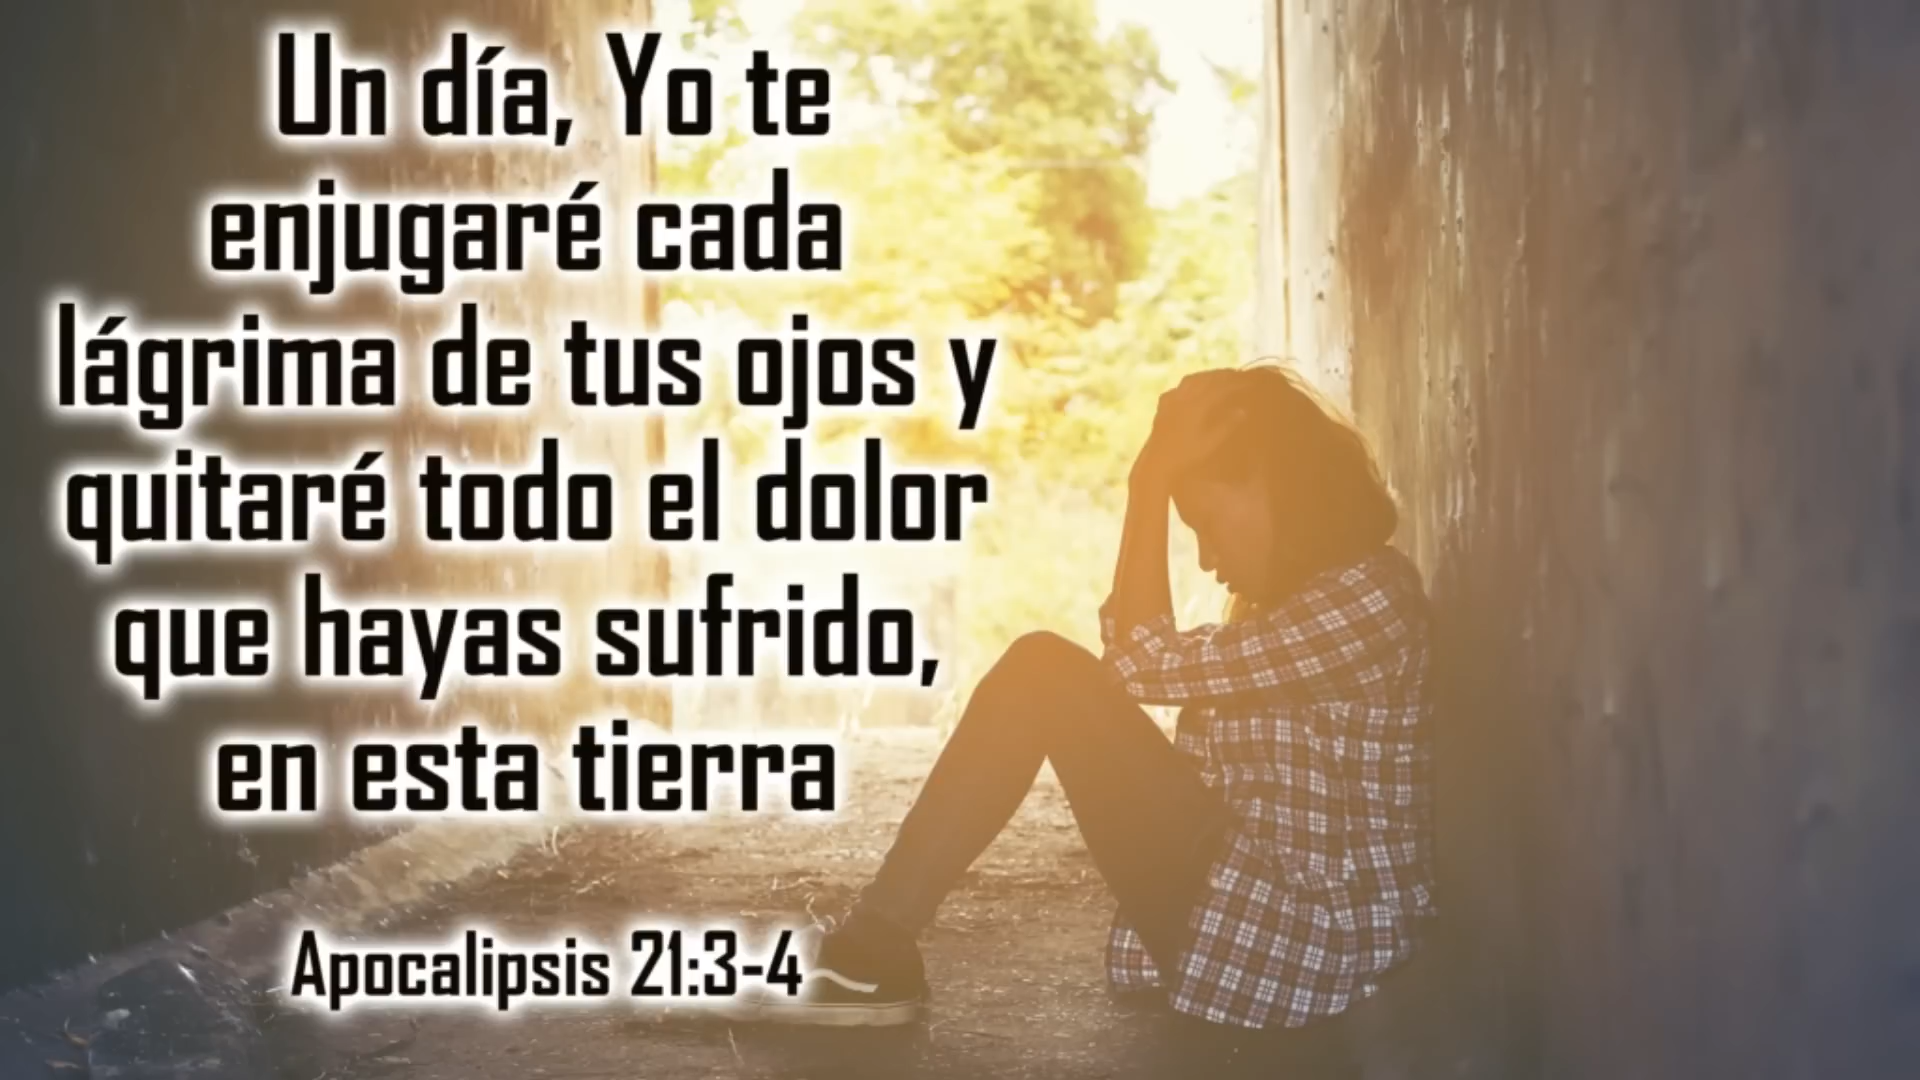 Un día, Yo te
enjugaré cada
lágrima de tus ojos y
quitaré todo el dolor
que hayas sufrido,
en esta tierra
Apocalipsis 21:3-4